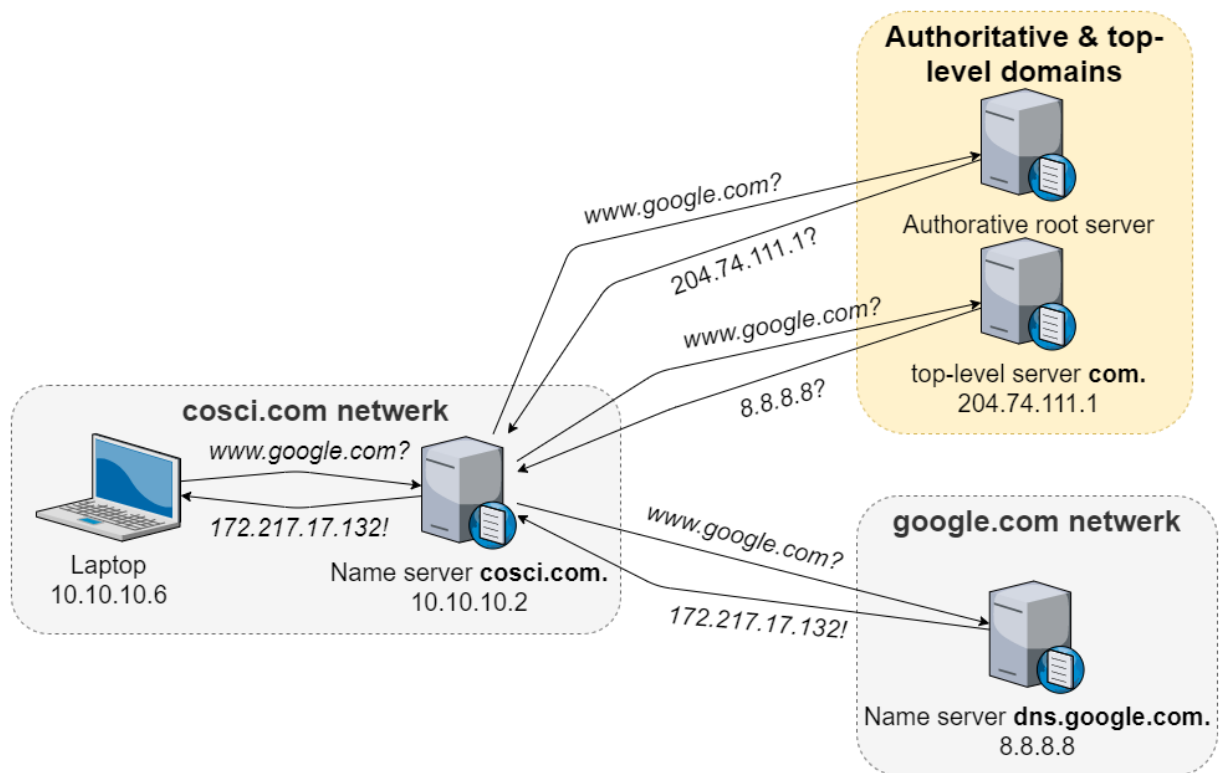 Authoritative & top-
level domains
www.google.com?
204.74.111.1?
Authorative root server
www.google.com?
8.8.8.8?
top-level server com.
204.74.111.1
cosci.com netwerk
www.google.com?
172.217.17.132!
Laptop
10.10.10.6
Name server cosci.com.
10.10.10.2
www.google.com?
172.217.17.132!
google.com netwerk
Name server dns.google.com.
8.8.8.8